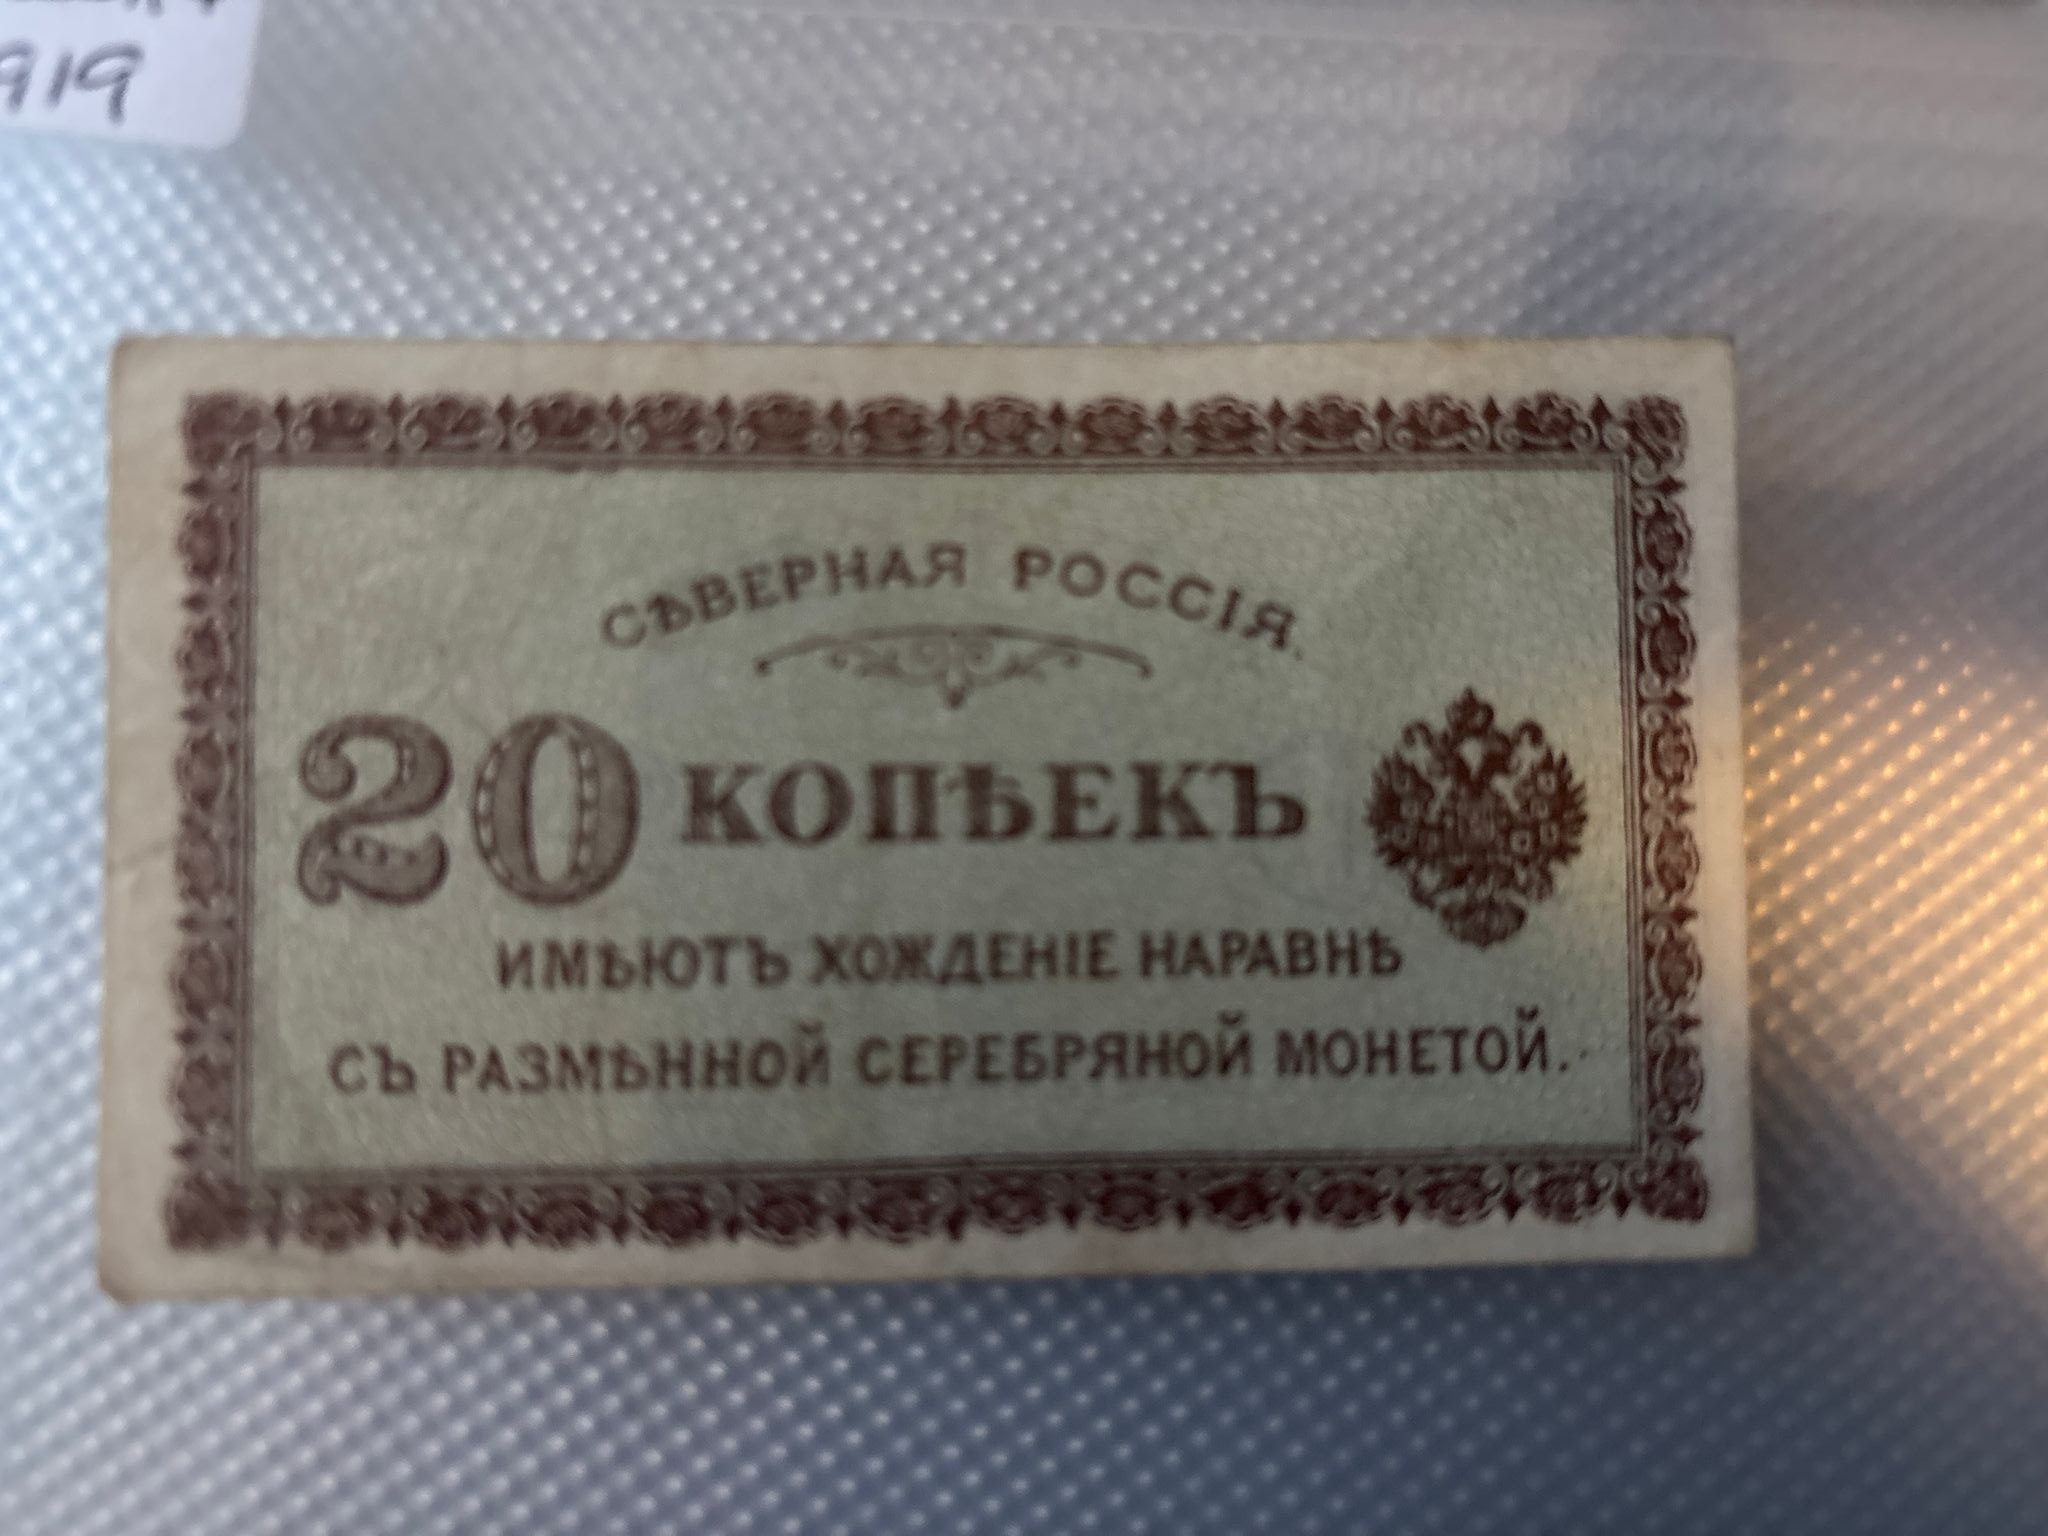 919
СѢВЕРНАЯ РОССІЯ.
20 КОПѢЕКЪ
ИМѢЮТЪ ХОЖДЕНІЕ НАРАВНѢ
СЪ РАЗМѢННОЙ СЕРЕБРЯНОЙ МОНЕТОЙ.